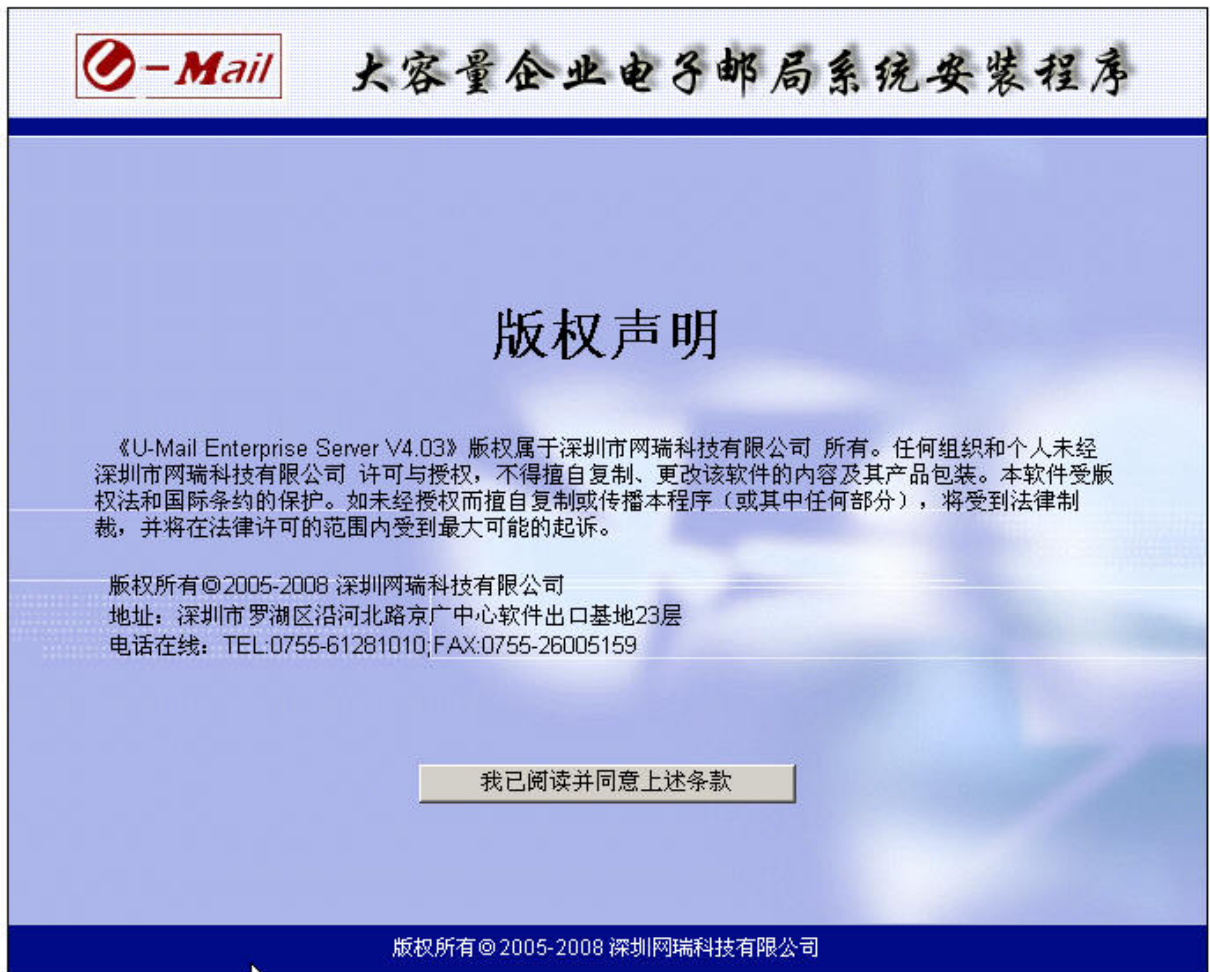 U-Mail 大容量企业电子邮局系统安装程序
版权声明
《U-Mail Enterprise Server V4.03》版权属于深圳市网瑞科技有限公司 所有。任何组织和个人未经
深圳市网瑞科技有限公司 许可与授权，不得擅自复制、更改该软件的内容及其产品包装。本软件受版
权法和国际条约的保护。如未经授权而擅自复制或传播本程序（或其中任何部分），将受到法律制
裁，并将在法律许可的范围内受到最大可能的起诉。
版权所有©2005-2008 深圳网瑞科技有限公司
地址：深圳市罗湖区沿河北路京广中心软件出口基地23层
电话在线：TEL:0755-61281010;FAX:0755-26005159
我已阅读并同意上述条款
版权所有©2005-2008 深圳网瑞科技有限公司